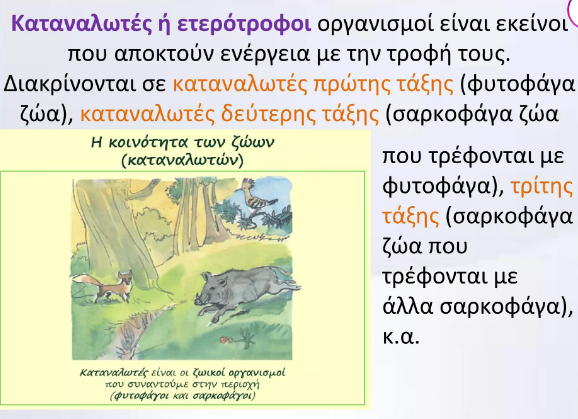 Καταναλωτές ή ετερότροφοι οργανισμοί είναι εκείνοι
που αποκτούν ενέργεια με την τροφή τους.
Διακρίνονται σε καταναλωτές πρώτης τάξης (φυτοφάγα
ζώα), καταναλωτές δεύτερης τάξης (σαρκοφάγα ζώα
που τρέφονται με
φυτοφάγα), τρίτης
τάξης (σαρκοφάγα
ζώα που
τρέφονται με
άλλα σαρκοφάγα),
κ.α.
Η κοινότητα των ζώων
(καταναλωτών)
Καταναλωτές είναι οι ζωικοί οργανισμοί
που συναντούμε στην περιοχή
(φυτοφάγοι και σαρκοφάγοι)